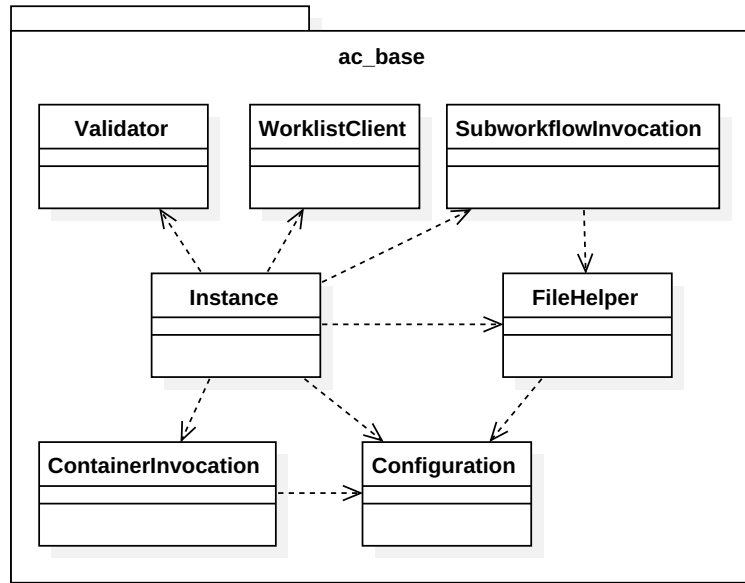 ac_base
Validator
WorklistClient
SubworkflowInvocation
Instance
FileHelper
ContainerInvocation
Configuration